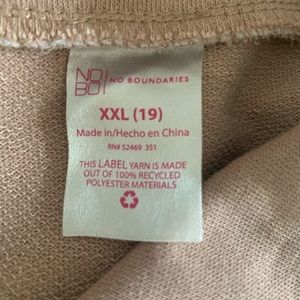 NO!
BO!
NO BOUNDARIES
XXL (19)
Made in/Hecho en China
RN# 52469 3S1
THIS LABEL YARN IS MADE
OUT OF 100% RECYCLED
POLYESTER MATERIALS